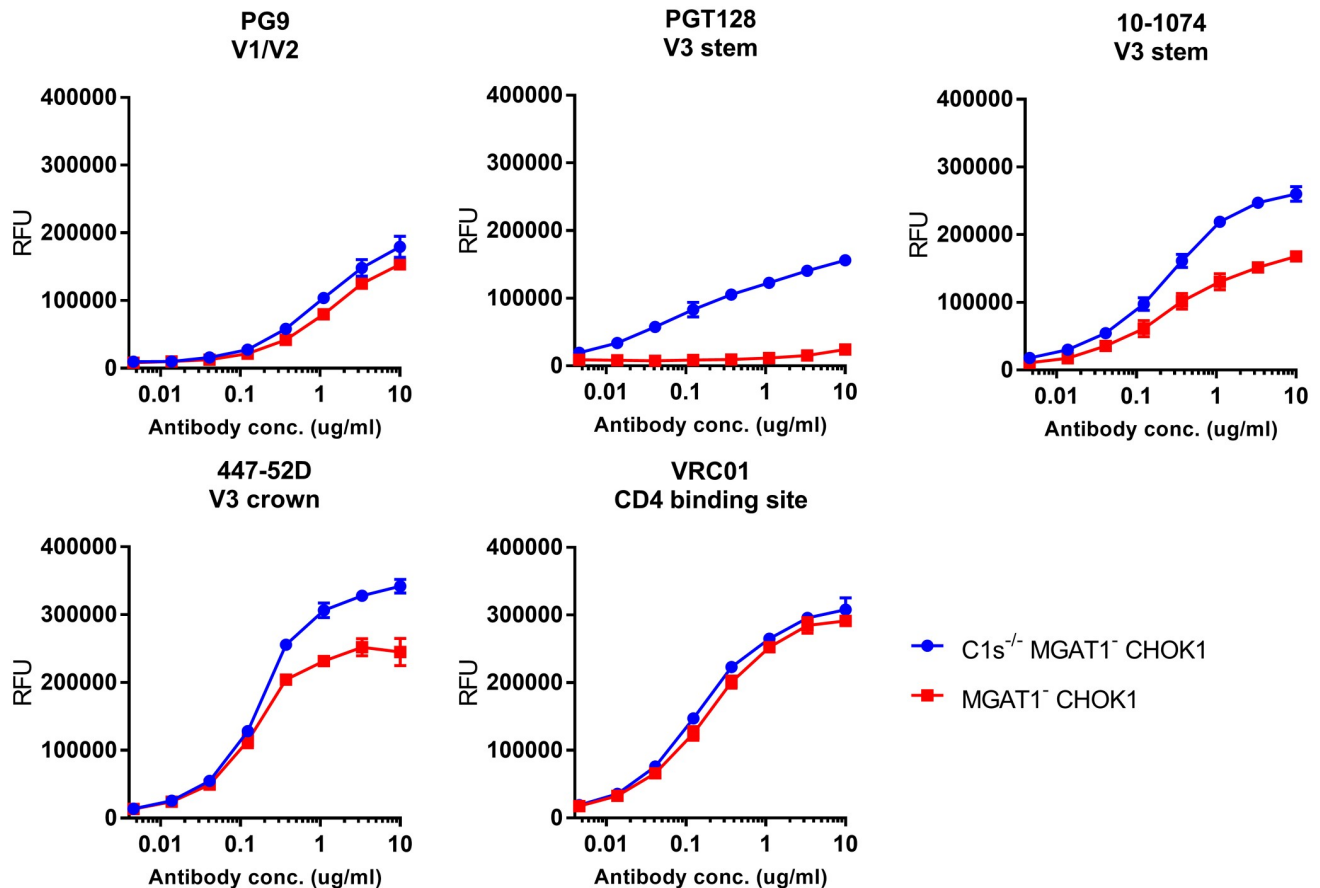 PG9
V1/V2
400000
300000
200000
100000
0
RFU
0.01 0.1 1 10
Antibody conc. (ug/ml)
PGT128
V3 stem
400000
300000
200000
100000
0
RFU
0.01 0.1 1 10
Antibody conc. (ug/ml)
10-1074
V3 stem
400000
300000
200000
100000
0
RFU
0.01 0.1 1 10
Antibody conc. (ug/ml)
447-52D
V3 crown
400000
300000
200000
100000
0
RFU
0.01 0.1 1 10
Antibody conc. (ug/ml)
VRC01
CD4 binding site
400000
300000
200000
100000
0
RFU
0.01 0.1 1 10
Antibody conc. (ug/ml)
C1s⁻/⁻ MGAT1⁻ CHOK1
MGAT1⁻ CHOK1